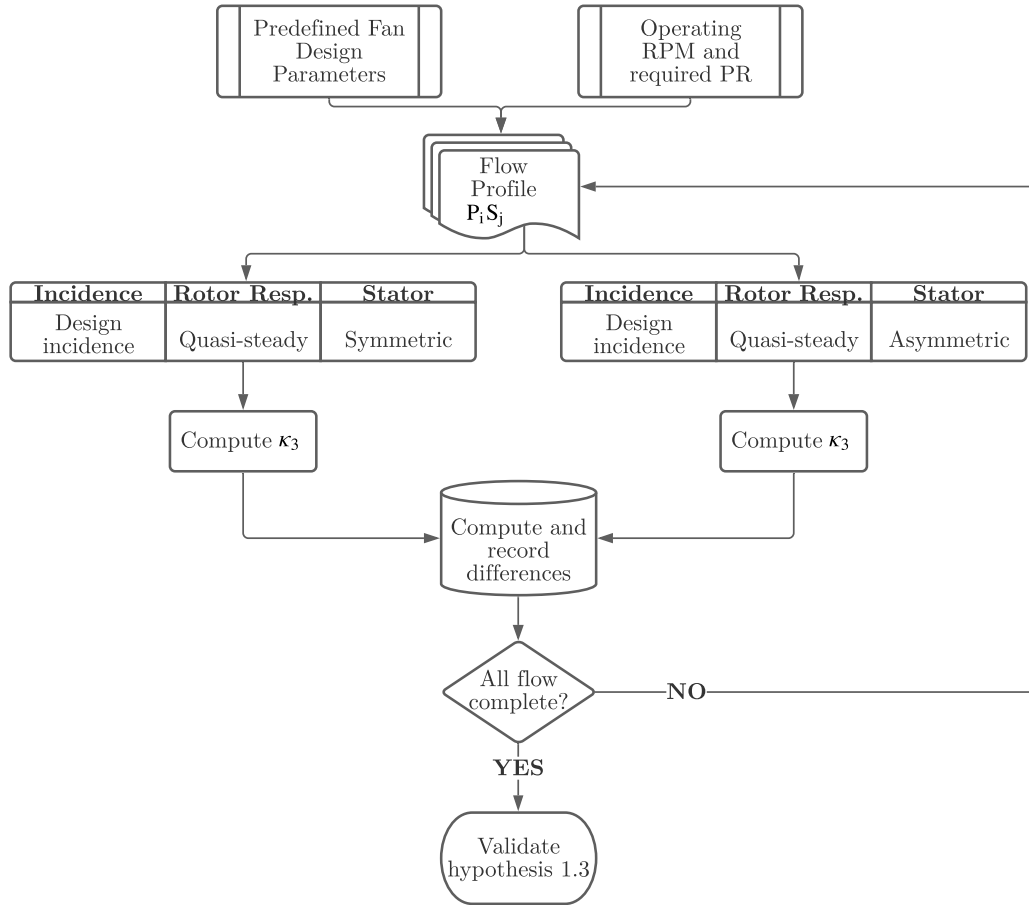 Predefined Fan
Design
Parameters
Operating
RPM and
required PR
Flow
Profile
PᵢSⱼ
Incidence
Rotor Resp.
Stator
Design
incidence
Quasi-steady
Symmetric
Incidence
Rotor Resp.
Stator
Design
incidence
Quasi-steady
Asymmetric
Compute κ₃
Compute κ₃
Compute and
record
differences
All flow
complete?
NO
YES
Validate
hypothesis 1.3